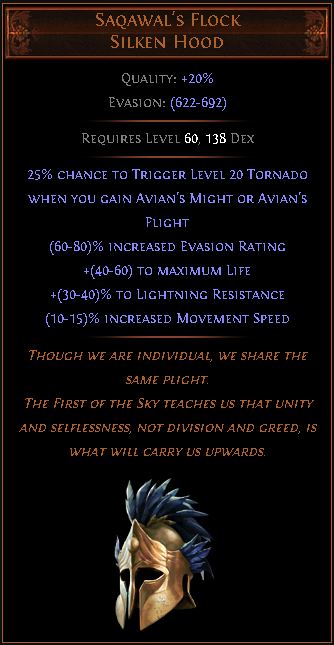 Saqawal's Flock
Silken Hood
Quality: +20%
Evasion: (622-692)
Requires Level 60, 138 Dex
25% chance to Trigger Level 20 Tornado
when you gain Avian's Might or Avian's
Flight
(60-80)% increased Evasion Rating
+(40-60) to maximum Life
+(30-40)% to Lightning Resistance
(10-15)% increased Movement Speed
Though we are individual, we share the
same plight.
The First of the Sky teaches us that unity
and selflessness, not division and greed, is
what will carry us upwards.